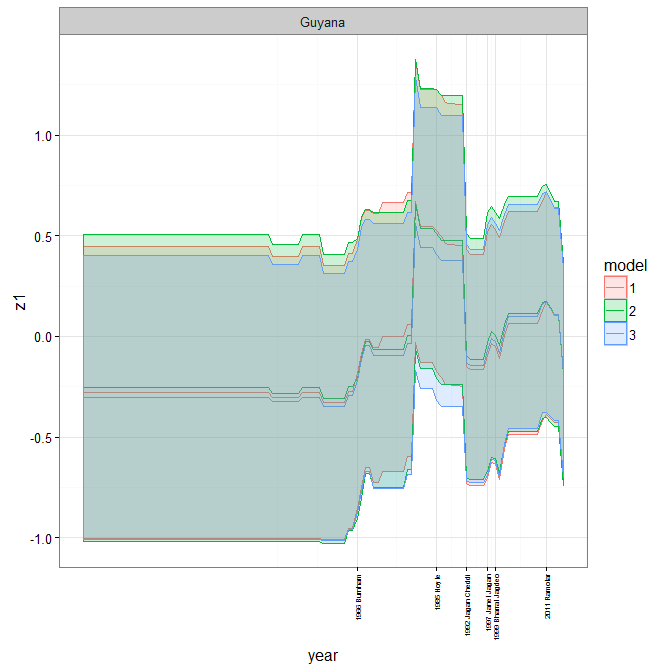 Guyana
1.0
0.5
0.0
-0.5
-1.0
z1
1966 Burnham
1985 Hoyte
1992 Jagan Cheddi
1997 Janet Jagan
1999 Bharrat Jagdeo
2011 Ramotar
year
model
1
2
3